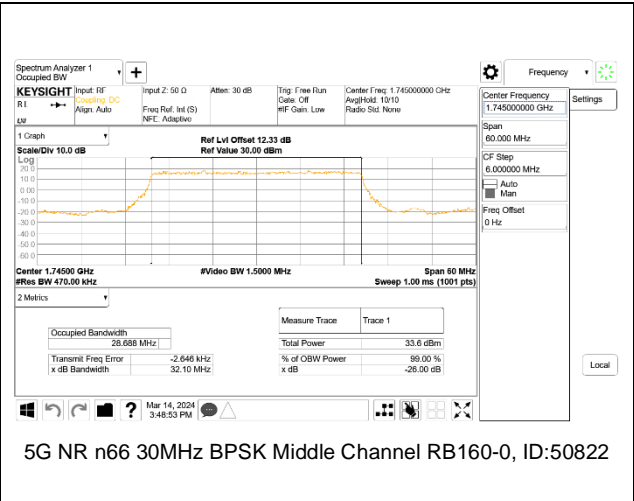 Spectrum Analyzer 1
Occupied BW
Frequency
KEYSIGHT Input: RF Input Z: 50 Ω Atten: 30 dB Trig: Free Run Center Freq: 1.745000000 GHz
Coupling: DC Gate: Off Avg|Hold: 10/10
Align: Auto Freq Ref: Int (S) #IF Gain: Low Radio Std: None
NFE: Adaptive
Center Frequency
1.745000000 GHz
Settings
Span
60.000 MHz
CF Step
6.000000 MHz
Auto
Man
Freq Offset
0 Hz
1 Graph
Ref Lvl Offset 12.33 dB
Scale/Div 10.0 dB Ref Value 30.00 dBm
Log
20.0
10.0
0.00
-10.0
-20.0
-30.0
-40.0
-50.0
-60.0
Center 1.74500 GHz #Video BW 1.5000 MHz Span 60 MHz
#Res BW 470.00 kHz Sweep 1.00 ms (1001 pts)
2 Metrics
Measure Trace Trace 1
Occupied Bandwidth
28.688 MHz Total Power 33.6 dBm
Transmit Freq Error -2.646 kHz % of OBW Power 99.00 %
x dB Bandwidth 32.10 MHz x dB -26.00 dB
Local
Mar 14, 2024
3:48:53 PM
5G NR n66 30MHz BPSK Middle Channel RB160-0, ID:50822